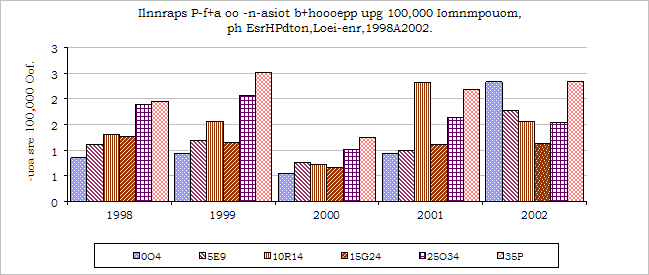 Ilnnraps P-f+a oo -n-asiot b+hoooepp upg 100,000 Iomnmpouom,
ph EsrHPdton,Loei-enr,1998A2002.
-uoa sre 100,000 Oof.
3
3
2
2
1
1
0
1998 1999 2000 2001 2002
0O4 5E9 10R14 15G24 25O34 35P